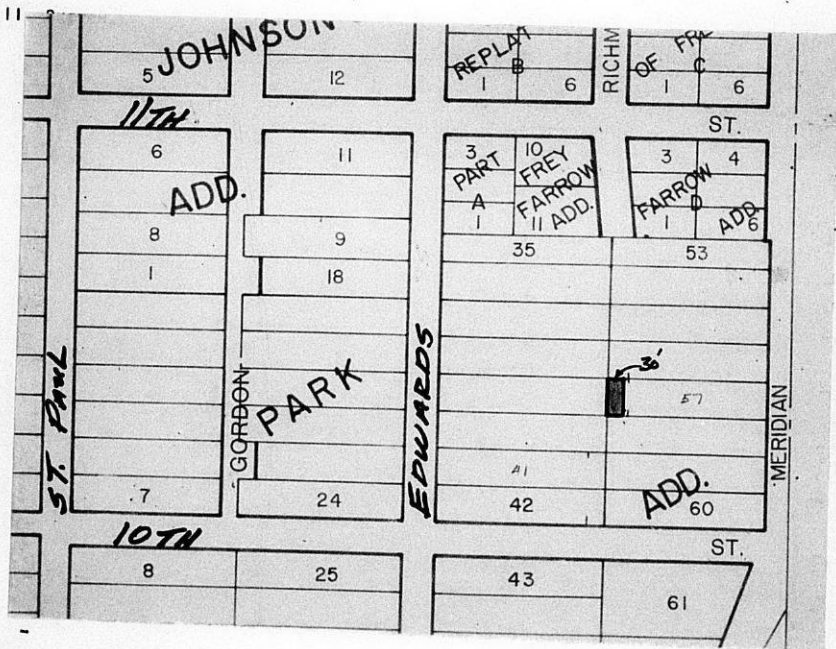 11
JOHNSON
5
12
REPLAT
B
1
6
RICHM
OF FRE
C
1
6
11TH
ST.
6
11
3
10
PART
FREY
FARROW
ADD.
A
1
11
3
4
FARROW
D
ADD
1
6
ADD.
8
9
35
53
1
18
30'
57
ST. PAUL
GORDON
PARK
EDWARDS
MERIDIAN
41
7
24
42
ADD.
60
10TH
ST.
8
25
43
61